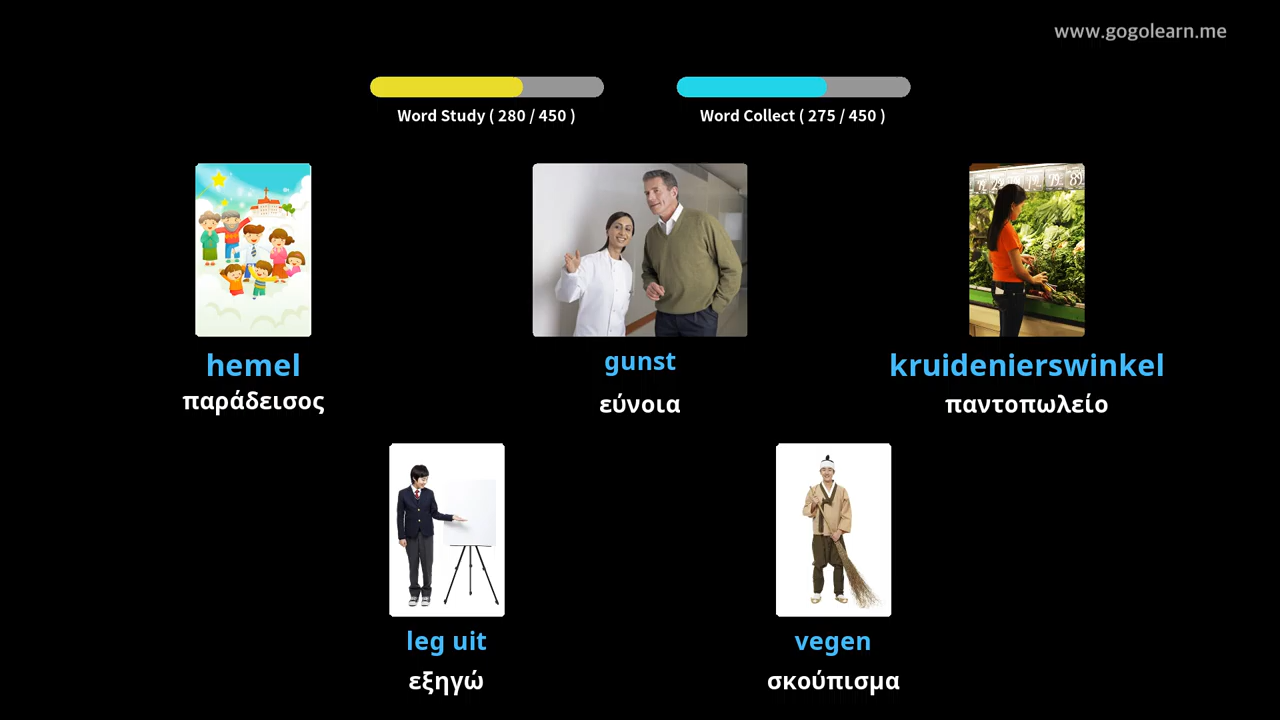 www.gogolearn.me
Word Study ( 280 / 450 )
Word Collect ( 275 / 450 )
hemel
παράδεισος
gunst
εύνοια
kruidenierswinkel
παντοπωλείο
leg uit
εξηγώ
vegen
σκούπισμα